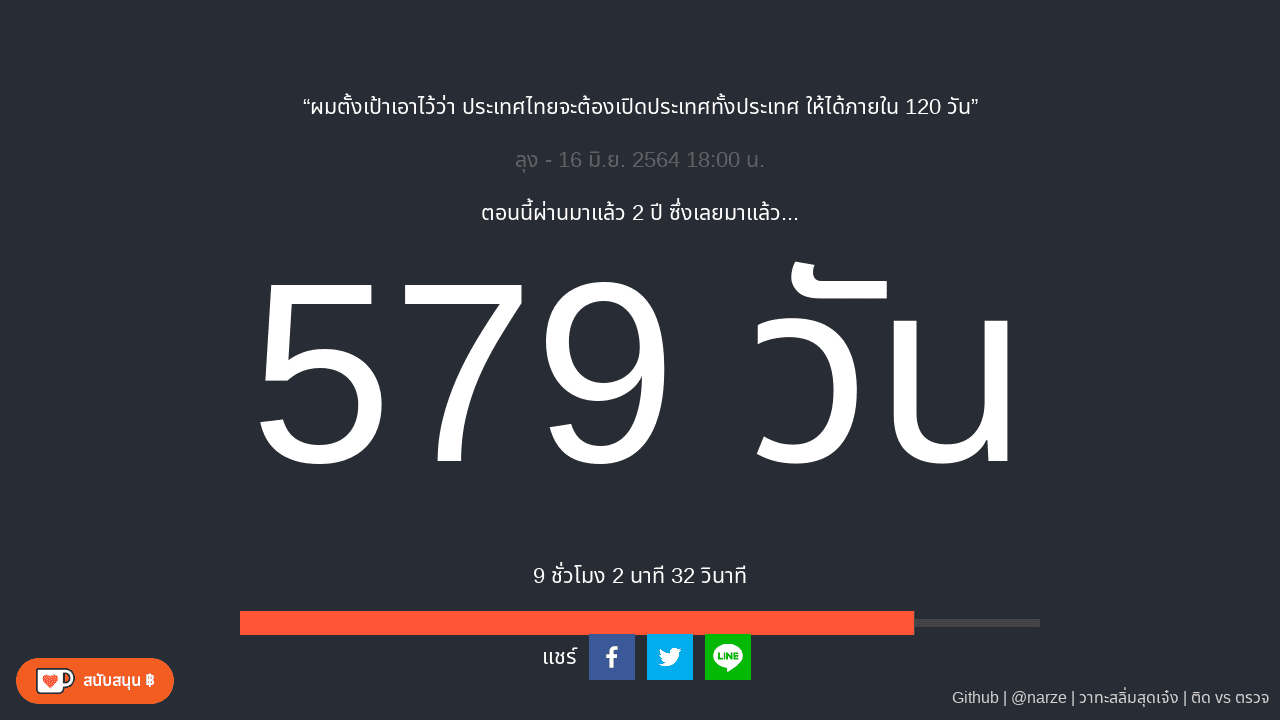 “ผมตั้งเป้าเอาไว้ว่า ประเทศไทยจะต้องเปิดประเทศทั้งประเทศ ให้ได้ภายใน 120 วัน”
ลุง - 16 มิ.ย. 2564 18:00 น.
ตอนนี้ผ่านมาแล้ว 2 ปี ซึ่งเลยมาแล้ว...
579 วัน
9 ชั่วโมง 2 นาที 32 วินาที
แชร์
LINE
สนับสนุน ฿
Github | @narze | วาทะสลิ่มสุดเจ๋ง | ติด vs ตรวจ